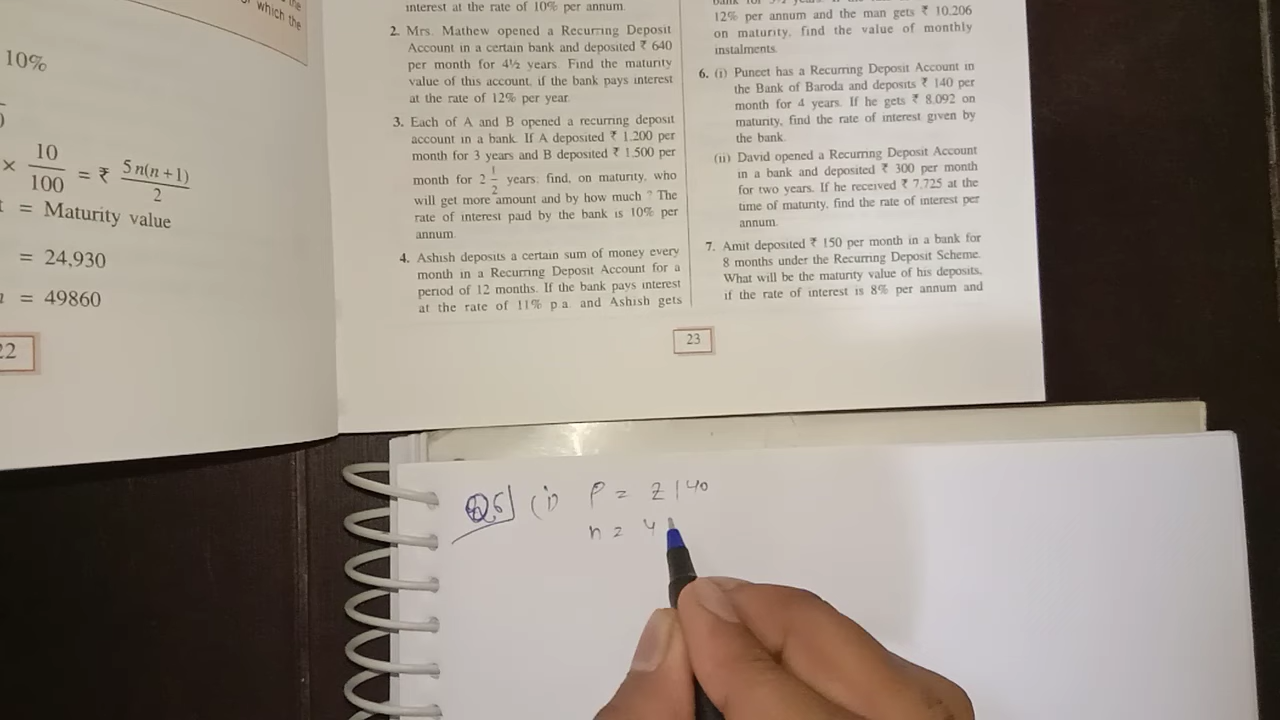 which the
10%
× 10/100 = ₹ 5n(n+1)/2
= Maturity value
= 24,930
= 49860
22
interest at the rate of 10% per annum.
2. Mrs. Mathew opened a Recurring Deposit
Account in a certain bank and deposited ₹ 640
per month for 4½ years. Find the maturity
value of this account, if the bank pays interest
at the rate of 12% per year.
3. Each of A and B opened a recurring deposit
account in a bank. If A deposited ₹ 1,200 per
month for 3 years and B deposited ₹ 1,500 per
month for 2 1/2 years; find, on maturity, who
will get more amount and by how much ? The
rate of interest paid by the bank is 10% per
annum.
4. Ashish deposits a certain sum of money every
month in a Recurring Deposit Account for a
period of 12 months. If the bank pays interest
at the rate of 11% p.a. and Ashish gets
12% per annum and the man gets ₹ 10,206
on maturity, find the value of monthly
instalments.
6. (i) Puneet has a Recurring Deposit Account in
the Bank of Baroda and deposits ₹ 140 per
month for 4 years. If he gets ₹ 8,092 on
maturity, find the rate of interest given by
the bank.
(ii) David opened a Recurring Deposit Account
in a bank and deposited ₹ 300 per month
for two years. If he received ₹ 7,725 at the
time of maturity, find the rate of interest per
annum.
7. Amit deposited ₹ 150 per month in a bank for
8 months under the Recurring Deposit Scheme.
What will be the maturity value of his deposits,
if the rate of interest is 8% per annum and
23
Q6] (i) P = ₹140
n = 4